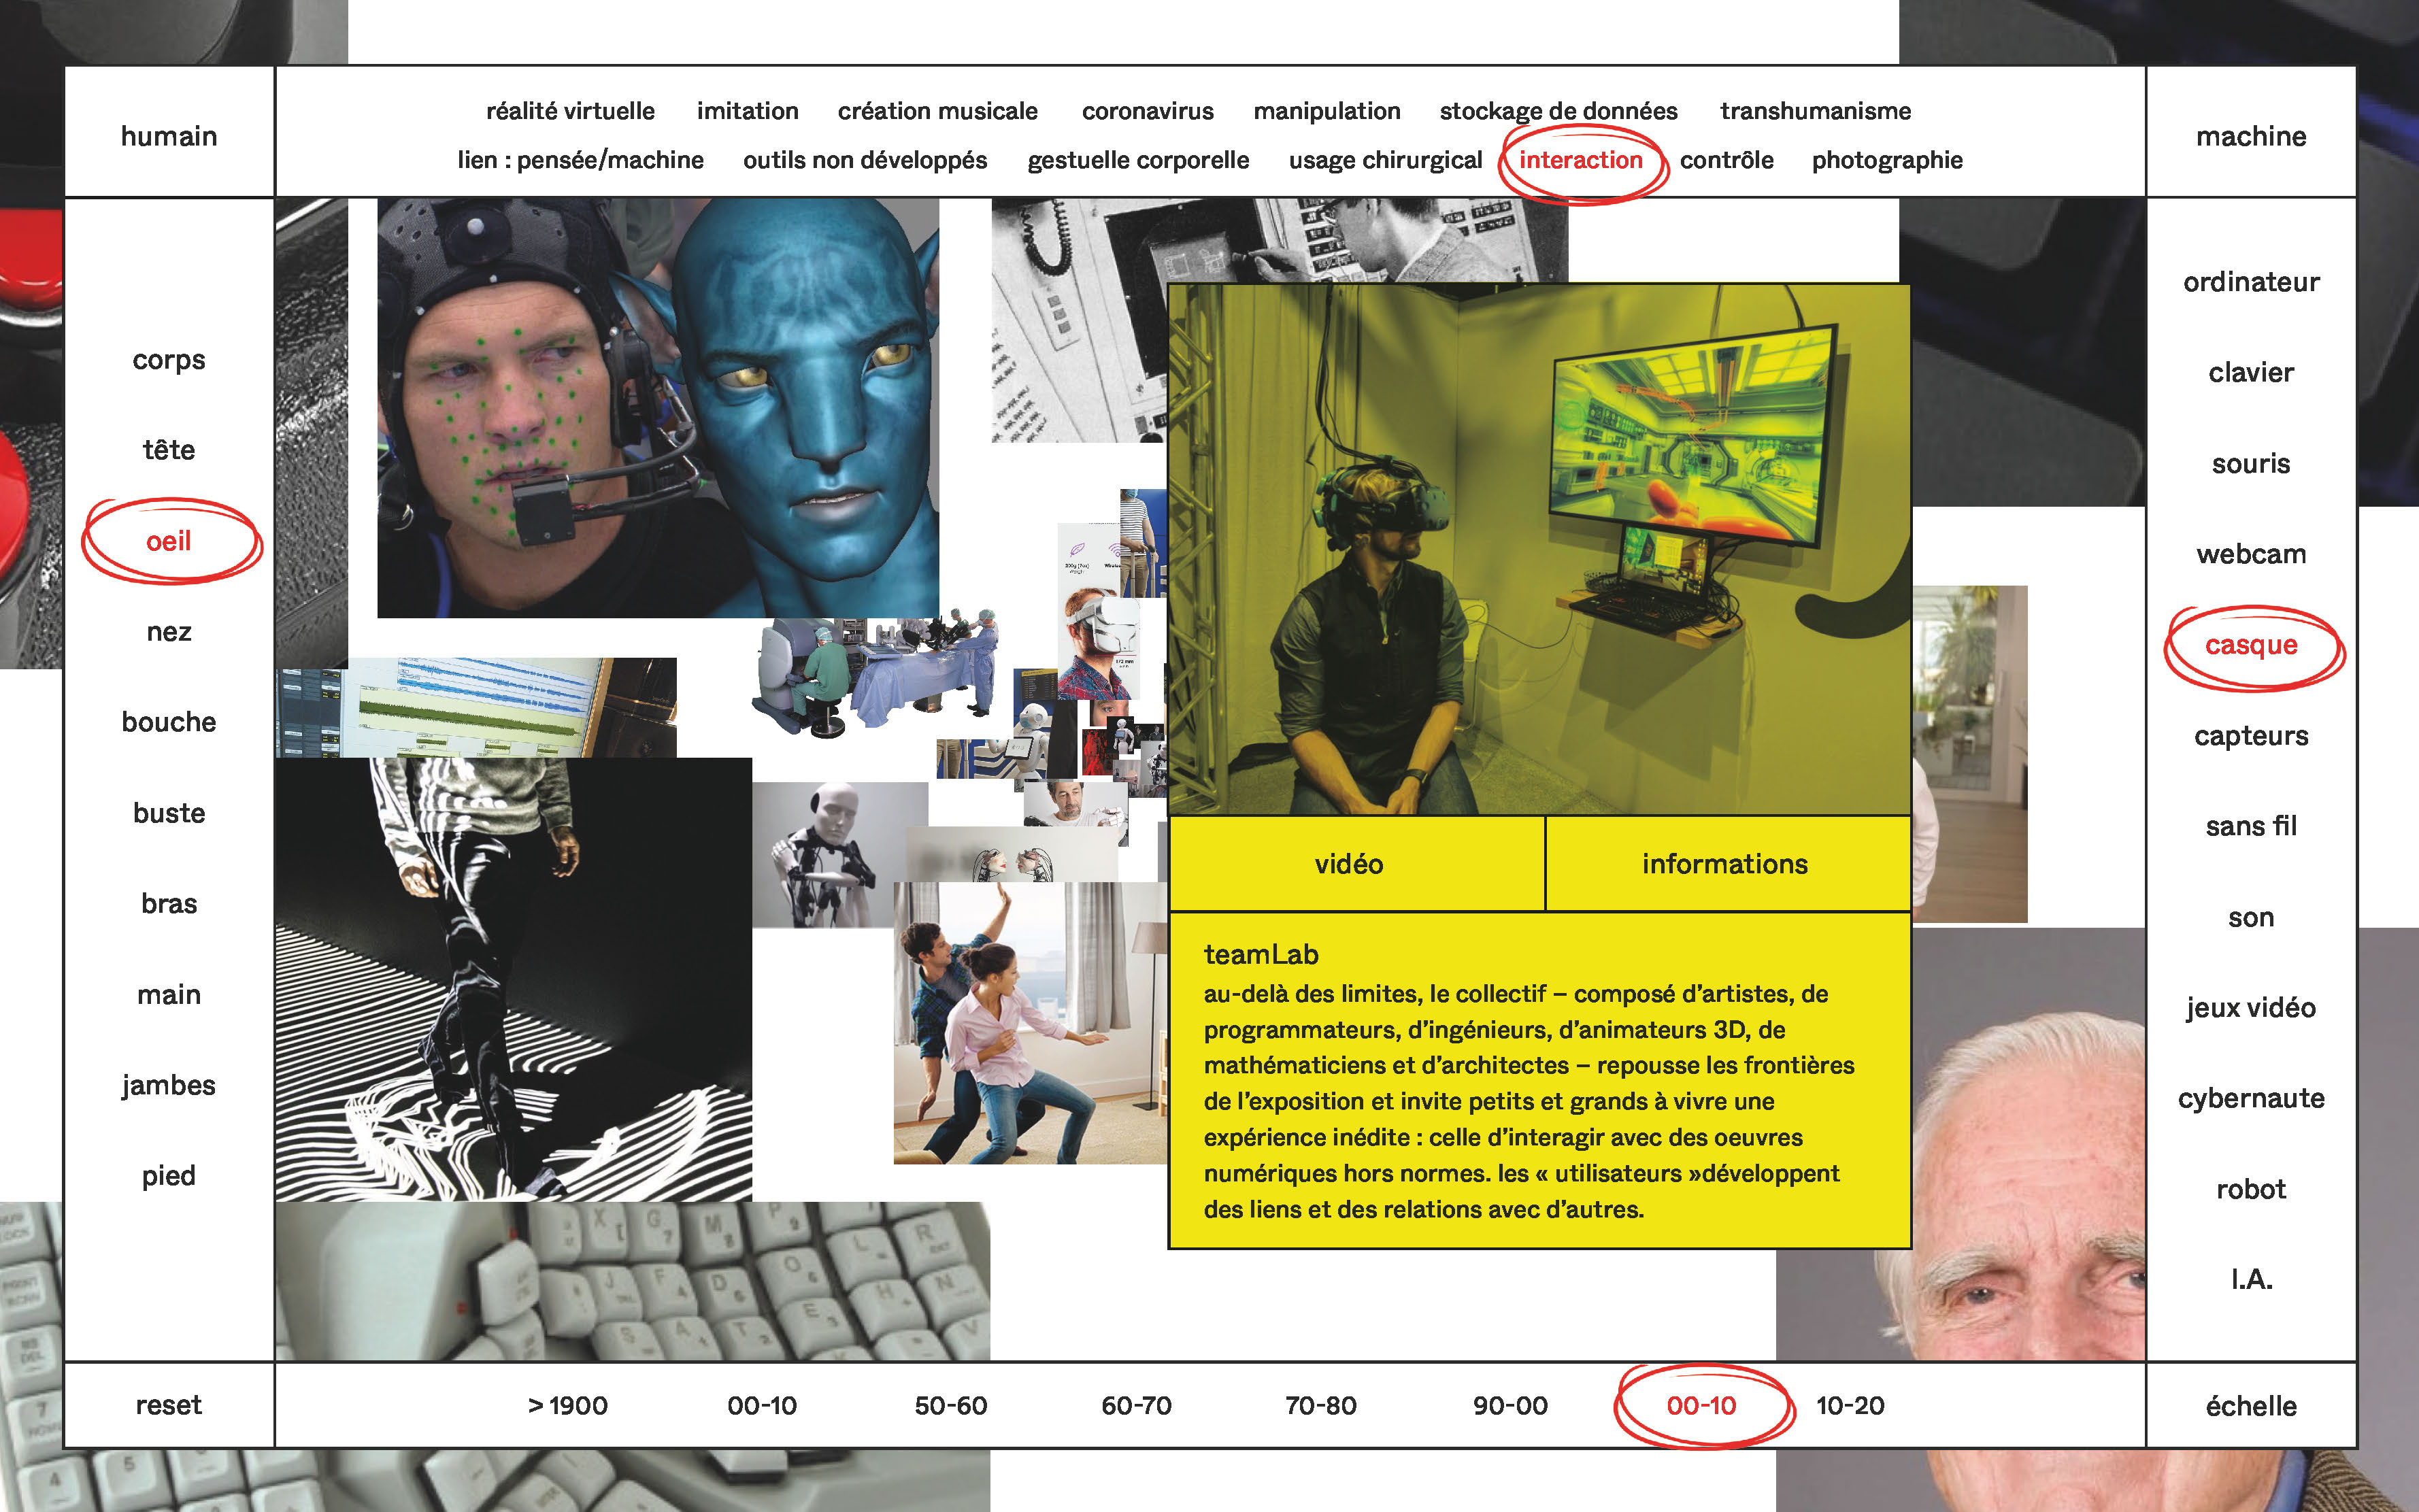 humain
réalité virtuelle imitation création musicale coronavirus manipulation stockage de données transhumanisme
lien : pensée/machine outils non développés gestuelle corporelle usage chirurgical interaction contrôle photographie
machine
corps
tête
oeil
nez
bouche
buste
bras
main
jambes
pied
vidéo
informations
teamLab
au-delà des limites, le collectif – composé d’artistes, de
programmateurs, d’ingénieurs, d’animateurs 3D, de
mathématiciens et d’architectes – repousse les frontières
de l’exposition et invite petits et grands à vivre une
expérience inédite : celle d’interagir avec des oeuvres
numériques hors normes. les « utilisateurs »développent
des liens et des relations avec d’autres.
ordinateur
clavier
souris
webcam
casque
capteurs
sans fil
son
jeux vidéo
cybernaute
robot
I.A.
reset
> 1900 00-10 50-60 60-70 70-80 90-00 00-10 10-20
échelle